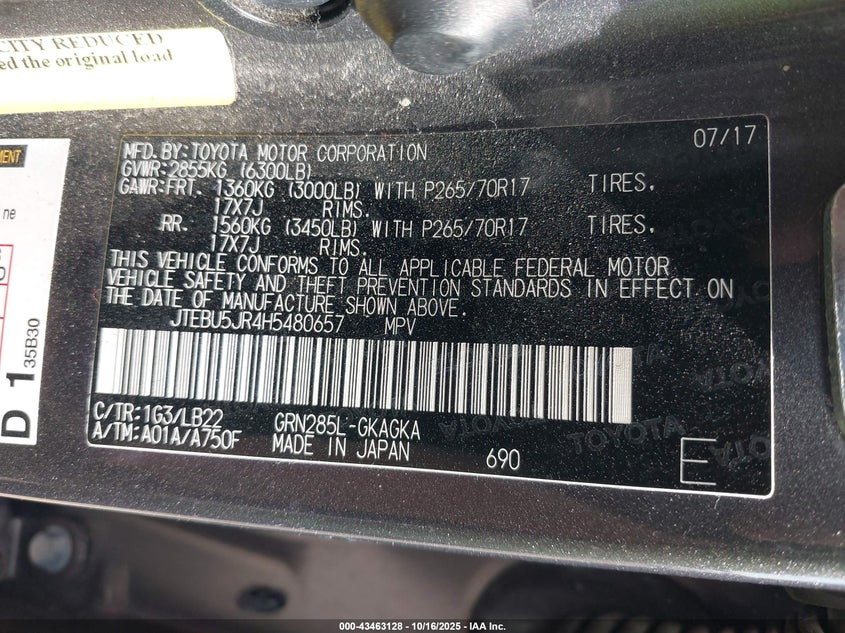 CITY REDUCED
ed the original load
MENT
ne
D 1
35B30
07/17
MFD.BY:TOYOTA MOTOR CORPORATION
GVWR:2855KG (6300LB)
GAWR:FRT. 1360KG (3000LB) WITH P265/70R17 TIRES.
17X7J RIMS.
RR. 1560KG (3450LB) WITH P265/70R17 TIRES.
17X7J RIMS.
THIS VEHICLE CONFORMS TO ALL APPLICABLE FEDERAL MOTOR
VEHICLE SAFETY AND THEFT PREVENTION STANDARDS IN EFFECT ON
THE DATE OF MANUFACTURE SHOWN ABOVE.
JTEBU5JR4H5480657 MPV
C/TR:1G3/LB22 GRN285L-GKAGKA
A/TM:A01A/A750F MADE IN JAPAN 690
E
TOYOTA
000-43463128 - 10/16/2025 - IAA Inc.